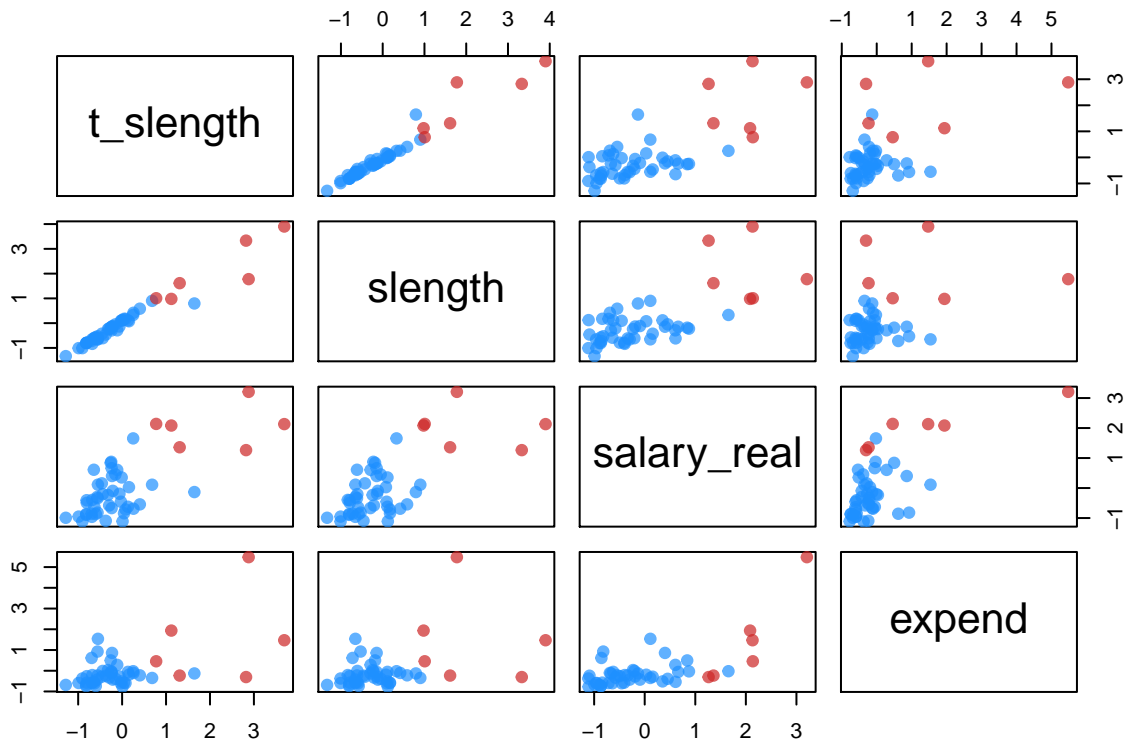 −1 0 1 2 3 4
−1 1 2 3 4 5
t_slength
−1 1 3
−1 1 3
slength
salary_real
−1 1 2 3
−1 1 3 5
expend
−1 0 1 2 3
−1 0 1 2 3